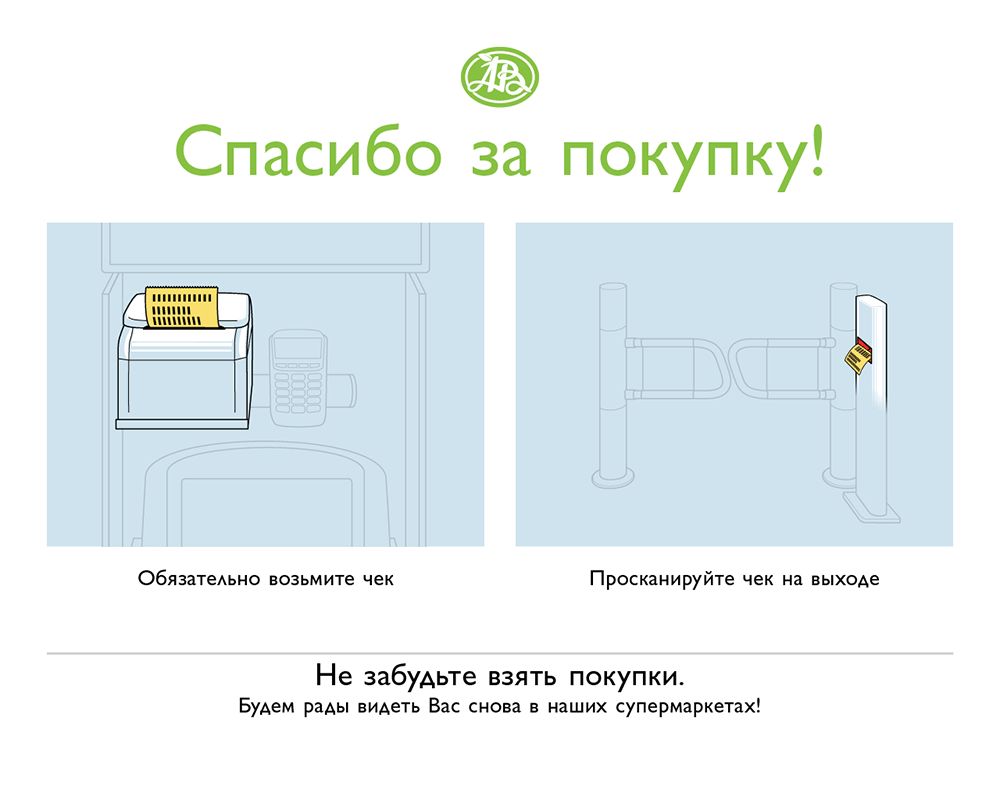 АРВ
Спасибо за покупку!
Обязательно возьмите чек
Просканируйте чек на выходе
Не забудьте взять покупки.
Будем рады видеть Вас снова в наших супермаркетах!